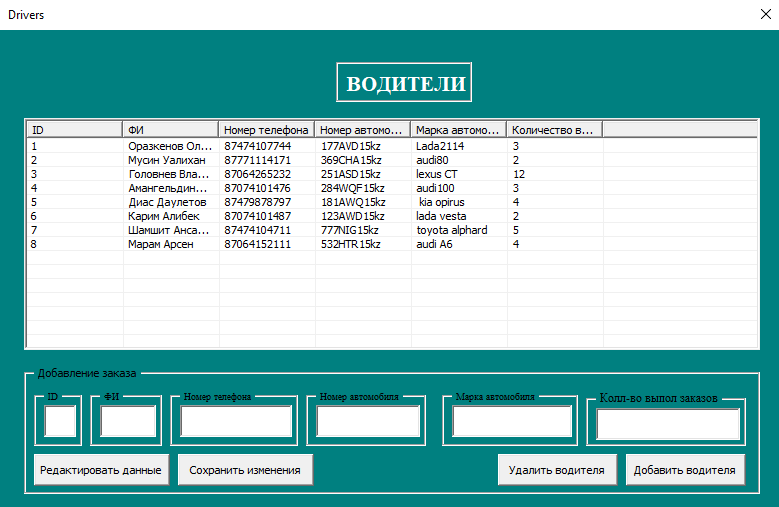 Drivers
ВОДИТЕЛИ
ID ФИ Номер телефона Номер автомо... Марка автомо... Количество в...
1 Оразкенов Ол... 87474107744 177AVD15kz Lada2114 3
2 Мусин Уалихан 87771114171 369CHA15kz audi80 2
3 Головнев Вла... 87064265232 251ASD15kz lexus CT 12
4 Амангельдин... 87074101476 284WQF15kz audi100 3
5 Диас Даулетов 87479878797 181AWQ15kz kia opirus 4
6 Карим Алибек 87074101487 123AWD15kz lada vesta 2
7 Шамшит Анса... 87474104711 777NIG15kz toyota alphard 5
8 Марам Арсен 87064152111 532HTR15kz audi A6 4
Добавление заказа
ID ФИ Номер телефона Номер автомобиля Марка автомобиля Колл-во выпол заказов
Редактировать данные Сохранить изменения Удалить водителя Добавить водителя